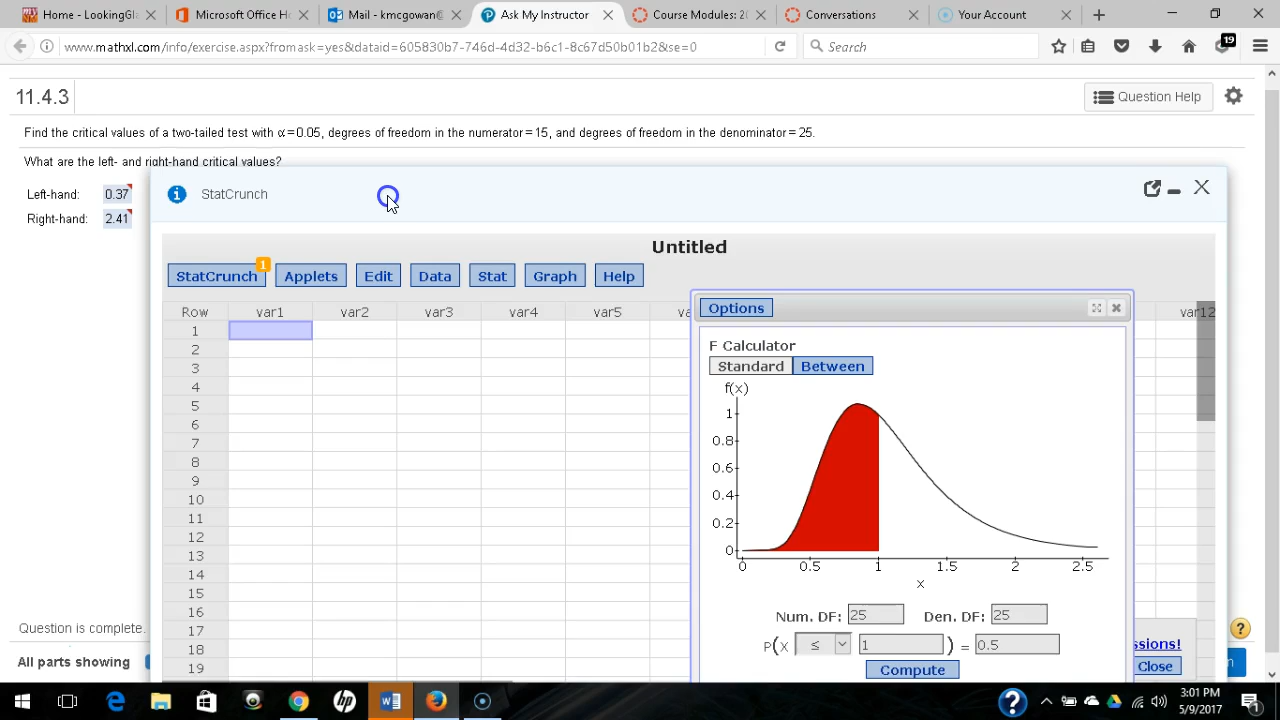 HP LookingGl
Microsoft Office H
Mail - kmcgowan@
Ask My Instructor
Course Modules: 2(
Conversations
Your Account
www.mathxl.com/info/exercise.aspx?fromask=yes&dataid=605830b7-746d-4d32-b6c1-8c67d50b01b2&se=0
Search
19
11.4.3
Question Help
Find the critical values of a two-tailed test with α=0.05, degrees of freedom in the numerator = 15, and degrees of freedom in the denominator = 25.
What are the left- and right-hand critical values?
Left-hand: 0.37
Right-hand: 2.41
StatCrunch
Untitled
StatCrunch 1 Applets Edit Data Stat Graph Help
Row var1 var2 var3 var4 var5 va var12
1
2
3
4
5
6
7
8
9
10
11
12
13
14
15
16
17
18
19
Options
F Calculator
Standard Between
f(x)
1
0.8
0.6
0.4
0.2
0
0 0.5 1 1.5 2 2.5
x
Num. DF: 25 Den. DF: 25
P(X ≤ 1 ) = 0.5
Compute
ssions!
Close
Question is complete.
All parts showing
n
?
3:01 PM
5/9/2017
1